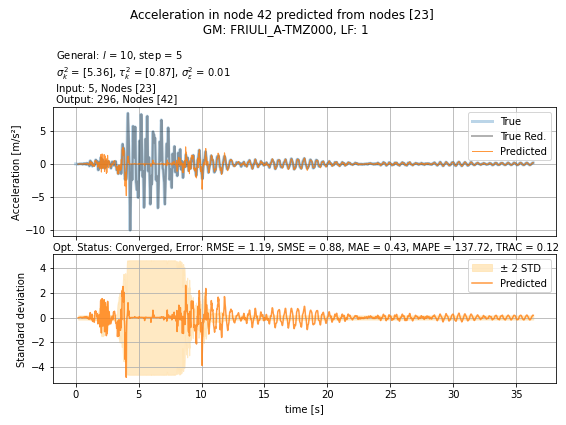 Acceleration in node 42 predicted from nodes [23]
GM: FRIULI_A-TMZ000, LF: 1
General: l = 10, step = 5
σ²ₖ = [5.36], τ²ₖ = [0.87], σ²ε = 0.01
Input: 5, Nodes [23]
Output: 296, Nodes [42]
Acceleration [m/s²]
5
0
−5
−10
True
True Red.
Predicted
Opt. Status: Converged, Error: RMSE = 1.19, SMSE = 0.88, MAE = 0.43, MAPE = 137.72, TRAC = 0.12
Standard deviation
4
2
0
−2
−4
± 2 STD
Predicted
0 5 10 15 20 25 30 35
time [s]